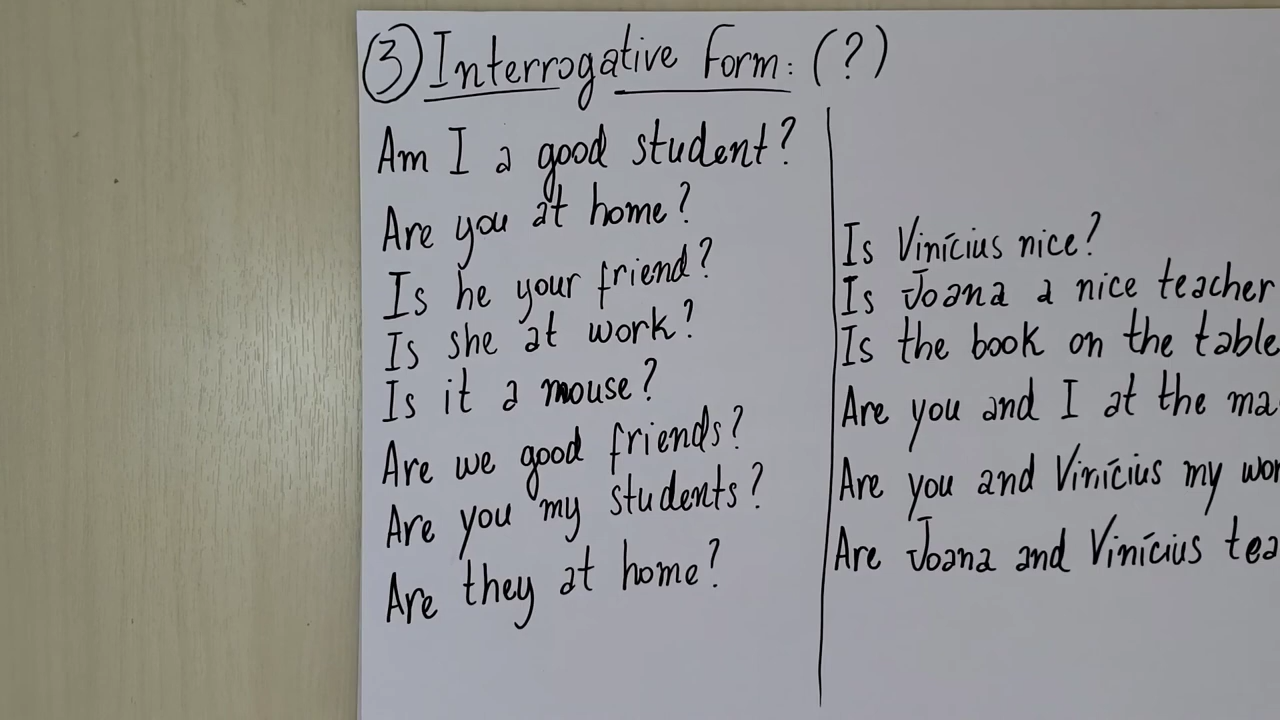 ③ Interrogative Form: (?)
Am I a good student?
Are you at home?
Is he your friend?
Is she at work?
Is it a mouse?
Are we good friends?
Are you my students?
Are they at home?
Is Vinícius nice?
Is Joana a nice teacher
Is the book on the table
Are you and I at the
Are you and Vinícius my
Are Joana and Vinícius